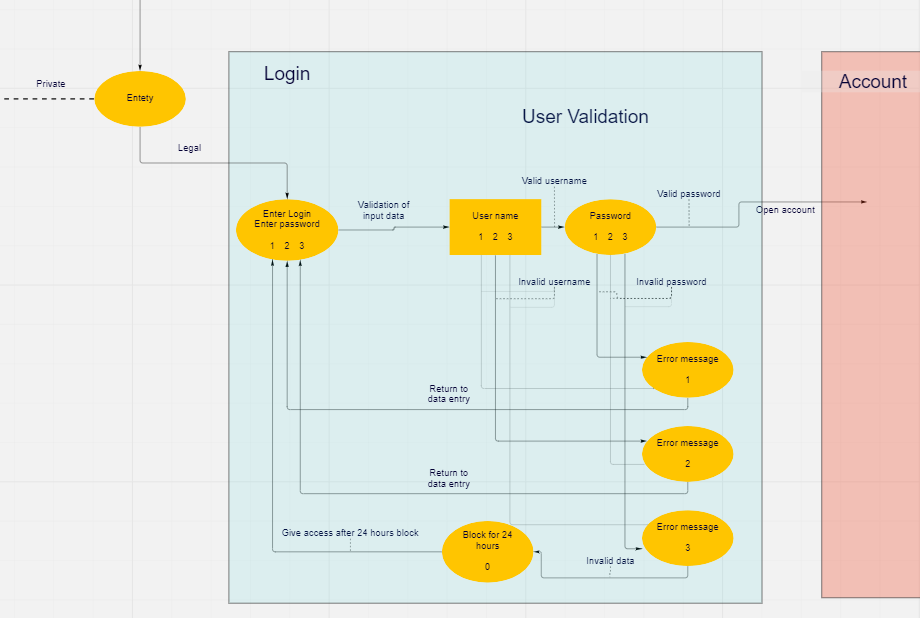 Login
Account
Private
Entety
User Validation
Legal
Valid username
Valid password
Validation of
input data
Enter Login
Enter password
1 2 3
User name
1 2 3
Password
1 2 3
Open account
Invalid username
Invalid password
Error message
1
Return to
data entry
Error message
2
Return to
data entry
Error message
3
Give access after 24 hours block
Block for 24
hours
0
Invalid data